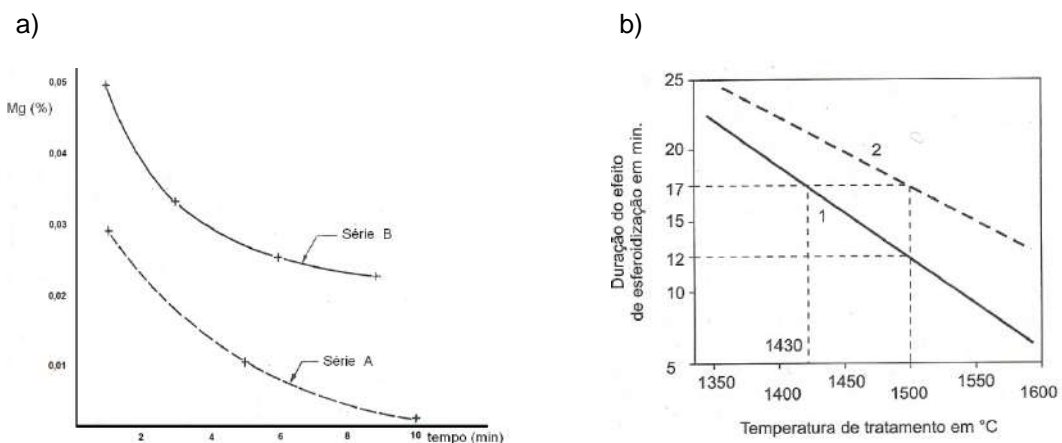 a)
0,05
Mg (%)
0,04
0,03
0,02
0,01
Série B
Série A
2
4
6
8
10
tempo (min)
b)
25
20
17
15
12
10
5
Duração do efeito
de esferoidização em min.
2
1
1430
1350
1400
1450
1500
1550
1600
Temperatura de tratamento em °C